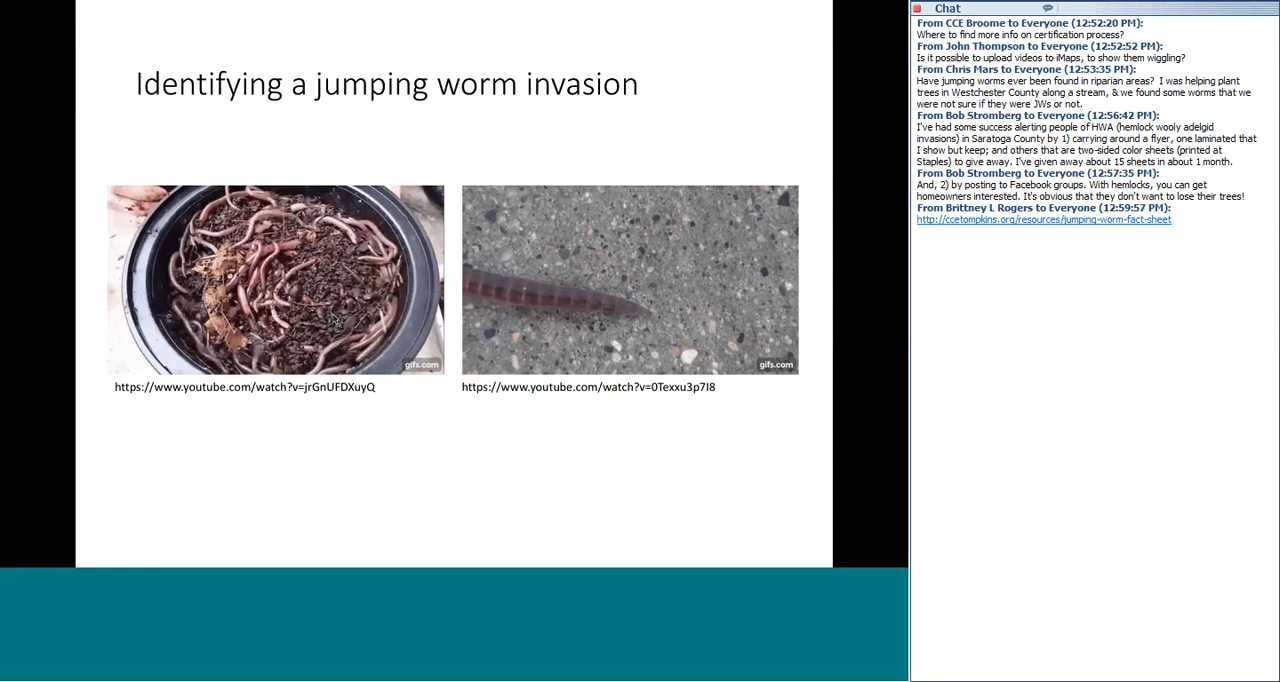 Identifying a jumping worm invasion
gifs.com
gifs.com
https://www.youtube.com/watch?v=jrGnUFDXuyQ
https://www.youtube.com/watch?v=0Texxu3p7I8
Chat
From CCE Broome to Everyone (12:52:20 PM):
Where to find more info on certification process?
From John Thompson to Everyone (12:52:52 PM):
Is it possible to upload videos to iMaps, to show them wiggling?
From Chris Mars to Everyone (12:53:35 PM):
Have jumping worms ever been found in riparian areas? I was helping plant
trees in Westchester County along a stream, & we found some worms that we
were not sure if they were JWs or not.
From Bob Stromberg to Everyone (12:56:42 PM):
I've had some success alerting people of HWA (hemlock wooly adelgid
invasions) in Saratoga County by 1) carrying around a flyer, one laminated that
I show but keep; and others that are two-sided color sheets (printed at
Staples) to give away. I've given away about 15 sheets in about 1 month.
From Bob Stromberg to Everyone (12:57:35 PM):
And, 2) by posting to Facebook groups. With hemlocks, you can get
homeowners interested. It's obvious that they don't want to lose their trees!
From Brittney L Rogers to Everyone (12:59:57 PM):
http://ccetompkins.org/resources/jumping-worm-fact-sheet